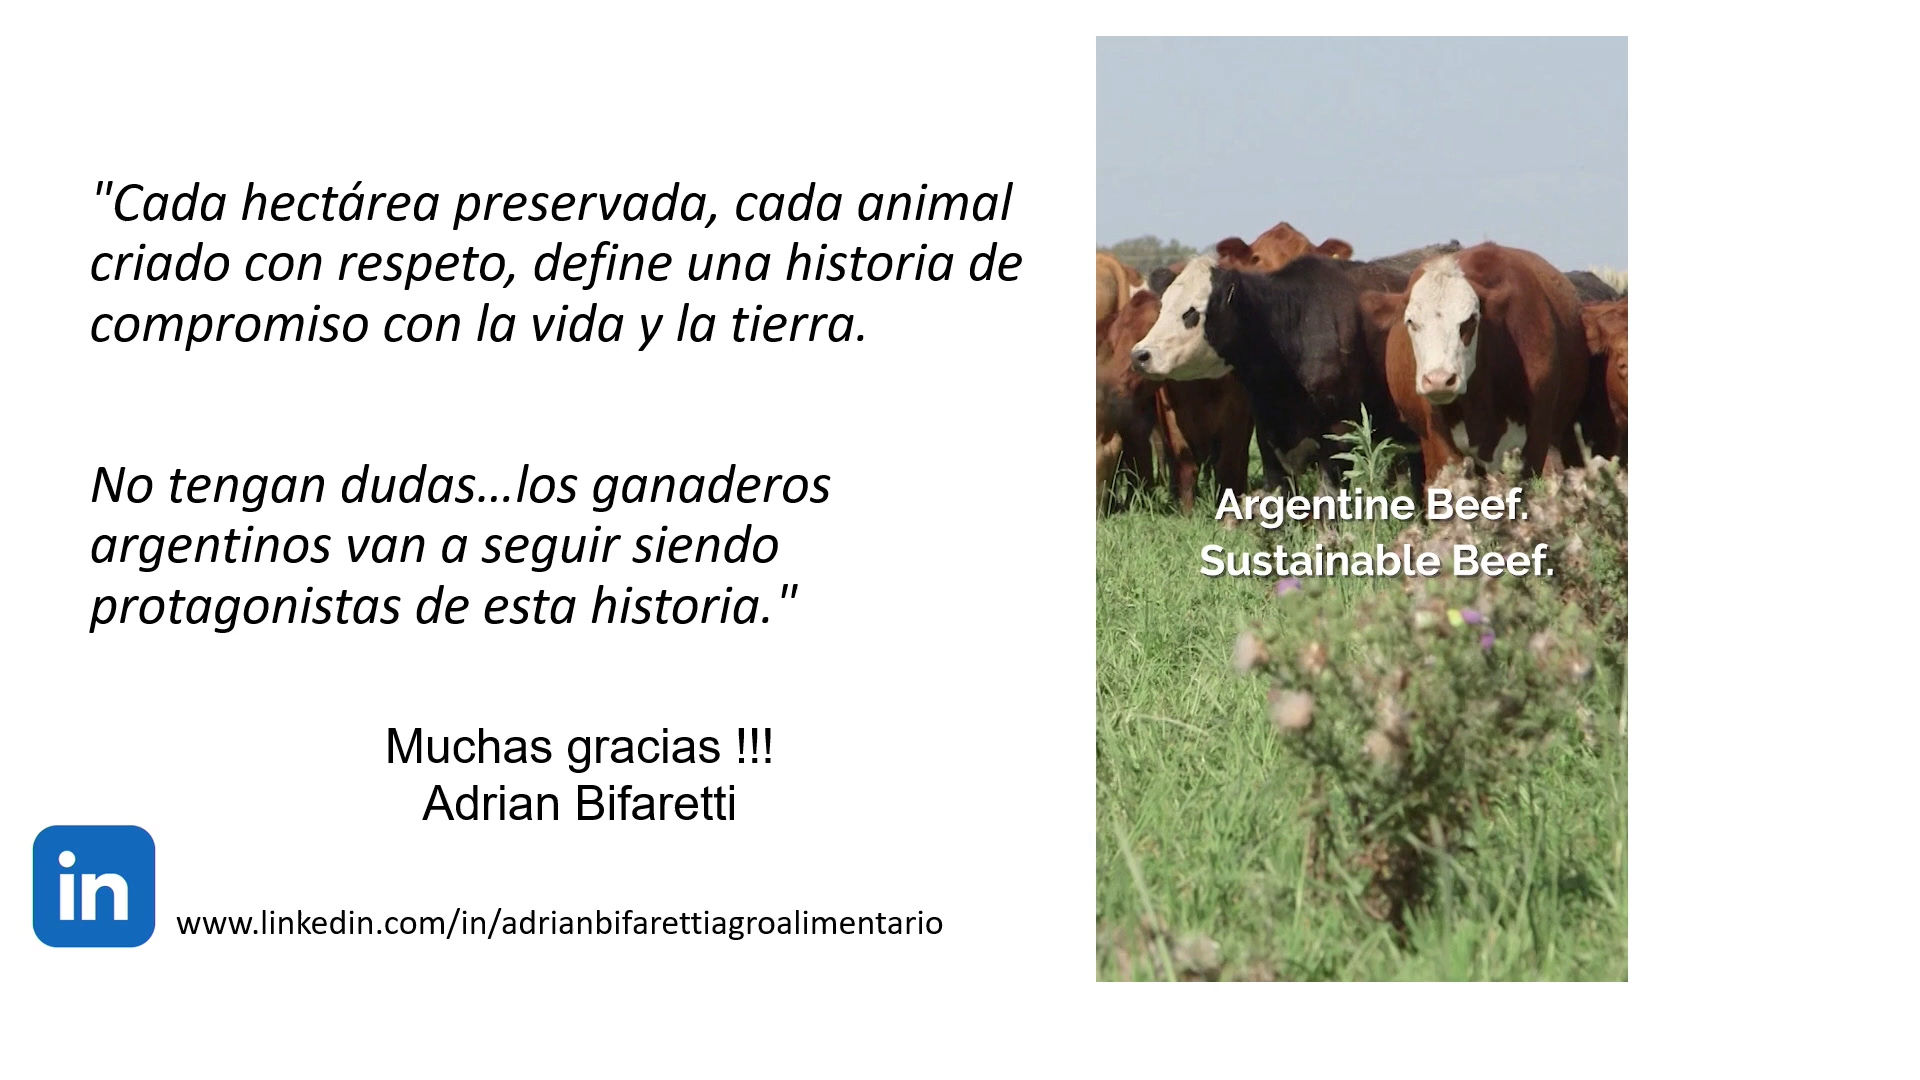 "Cada hectárea preservada, cada animal
criado con respeto, define una historia de
compromiso con la vida y la tierra.
No tengan dudas...los ganaderos
argentinos van a seguir siendo
protagonistas de esta historia."
Muchas gracias !!!
Adrian Bifaretti
in
www.linkedin.com/in/adrianbifarettiagroalimentario
Argentine Beef.
Sustainable Beef.